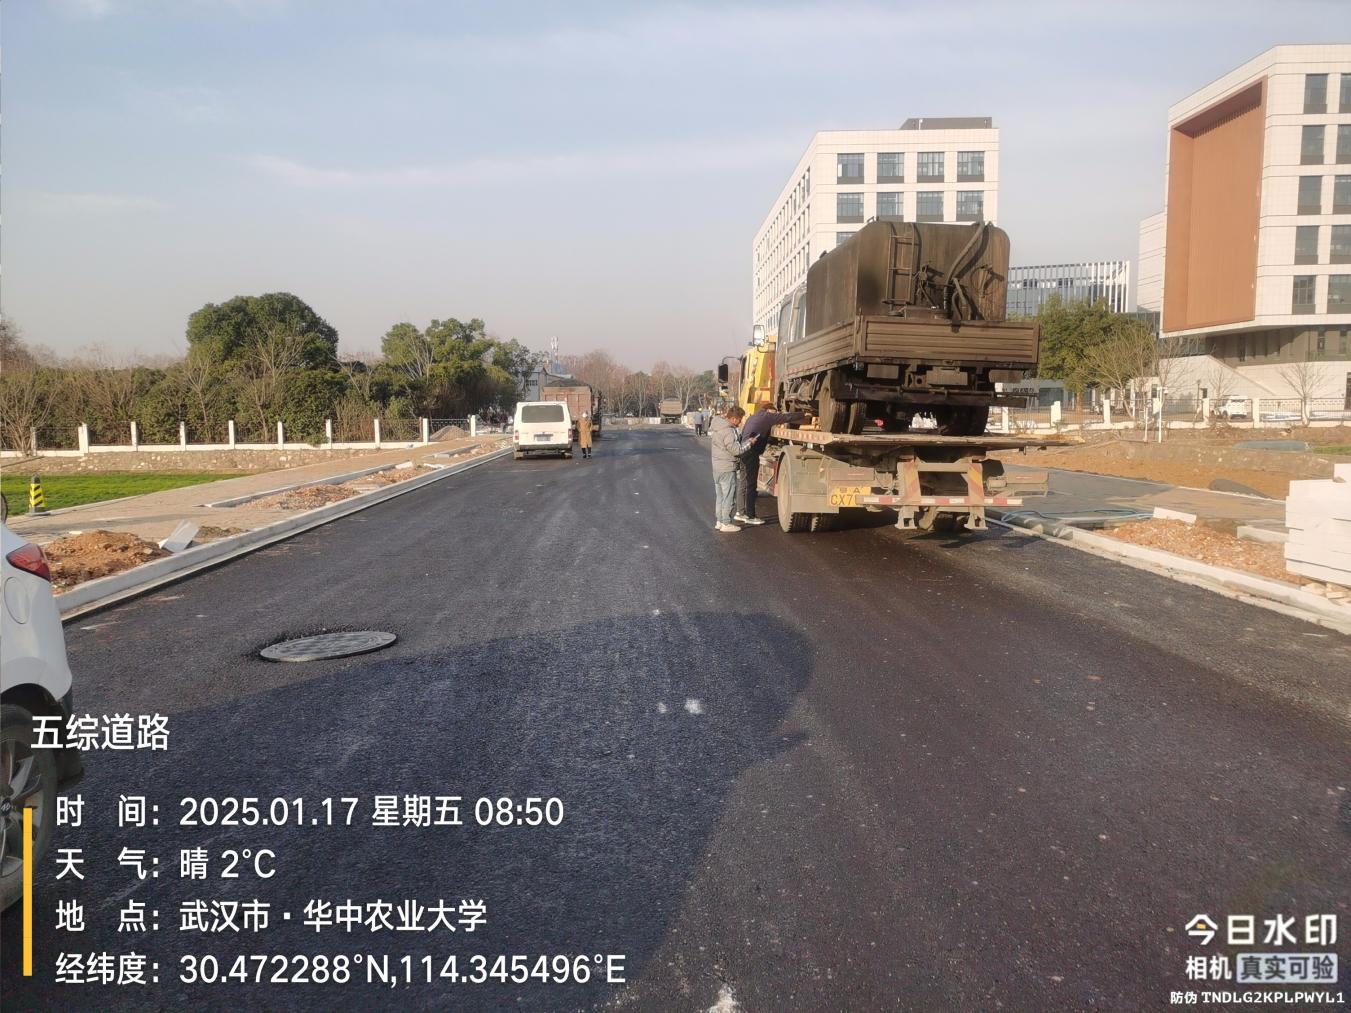 五综道路
时 间：2025.01.17 星期五 08:50
天 气：晴 2°C
地 点：武汉市·华中农业大学
经纬度：30.472288°N,114.345496°E
今日水印
相机 真实可验
防伪 TNDLG2KPLPWYL1